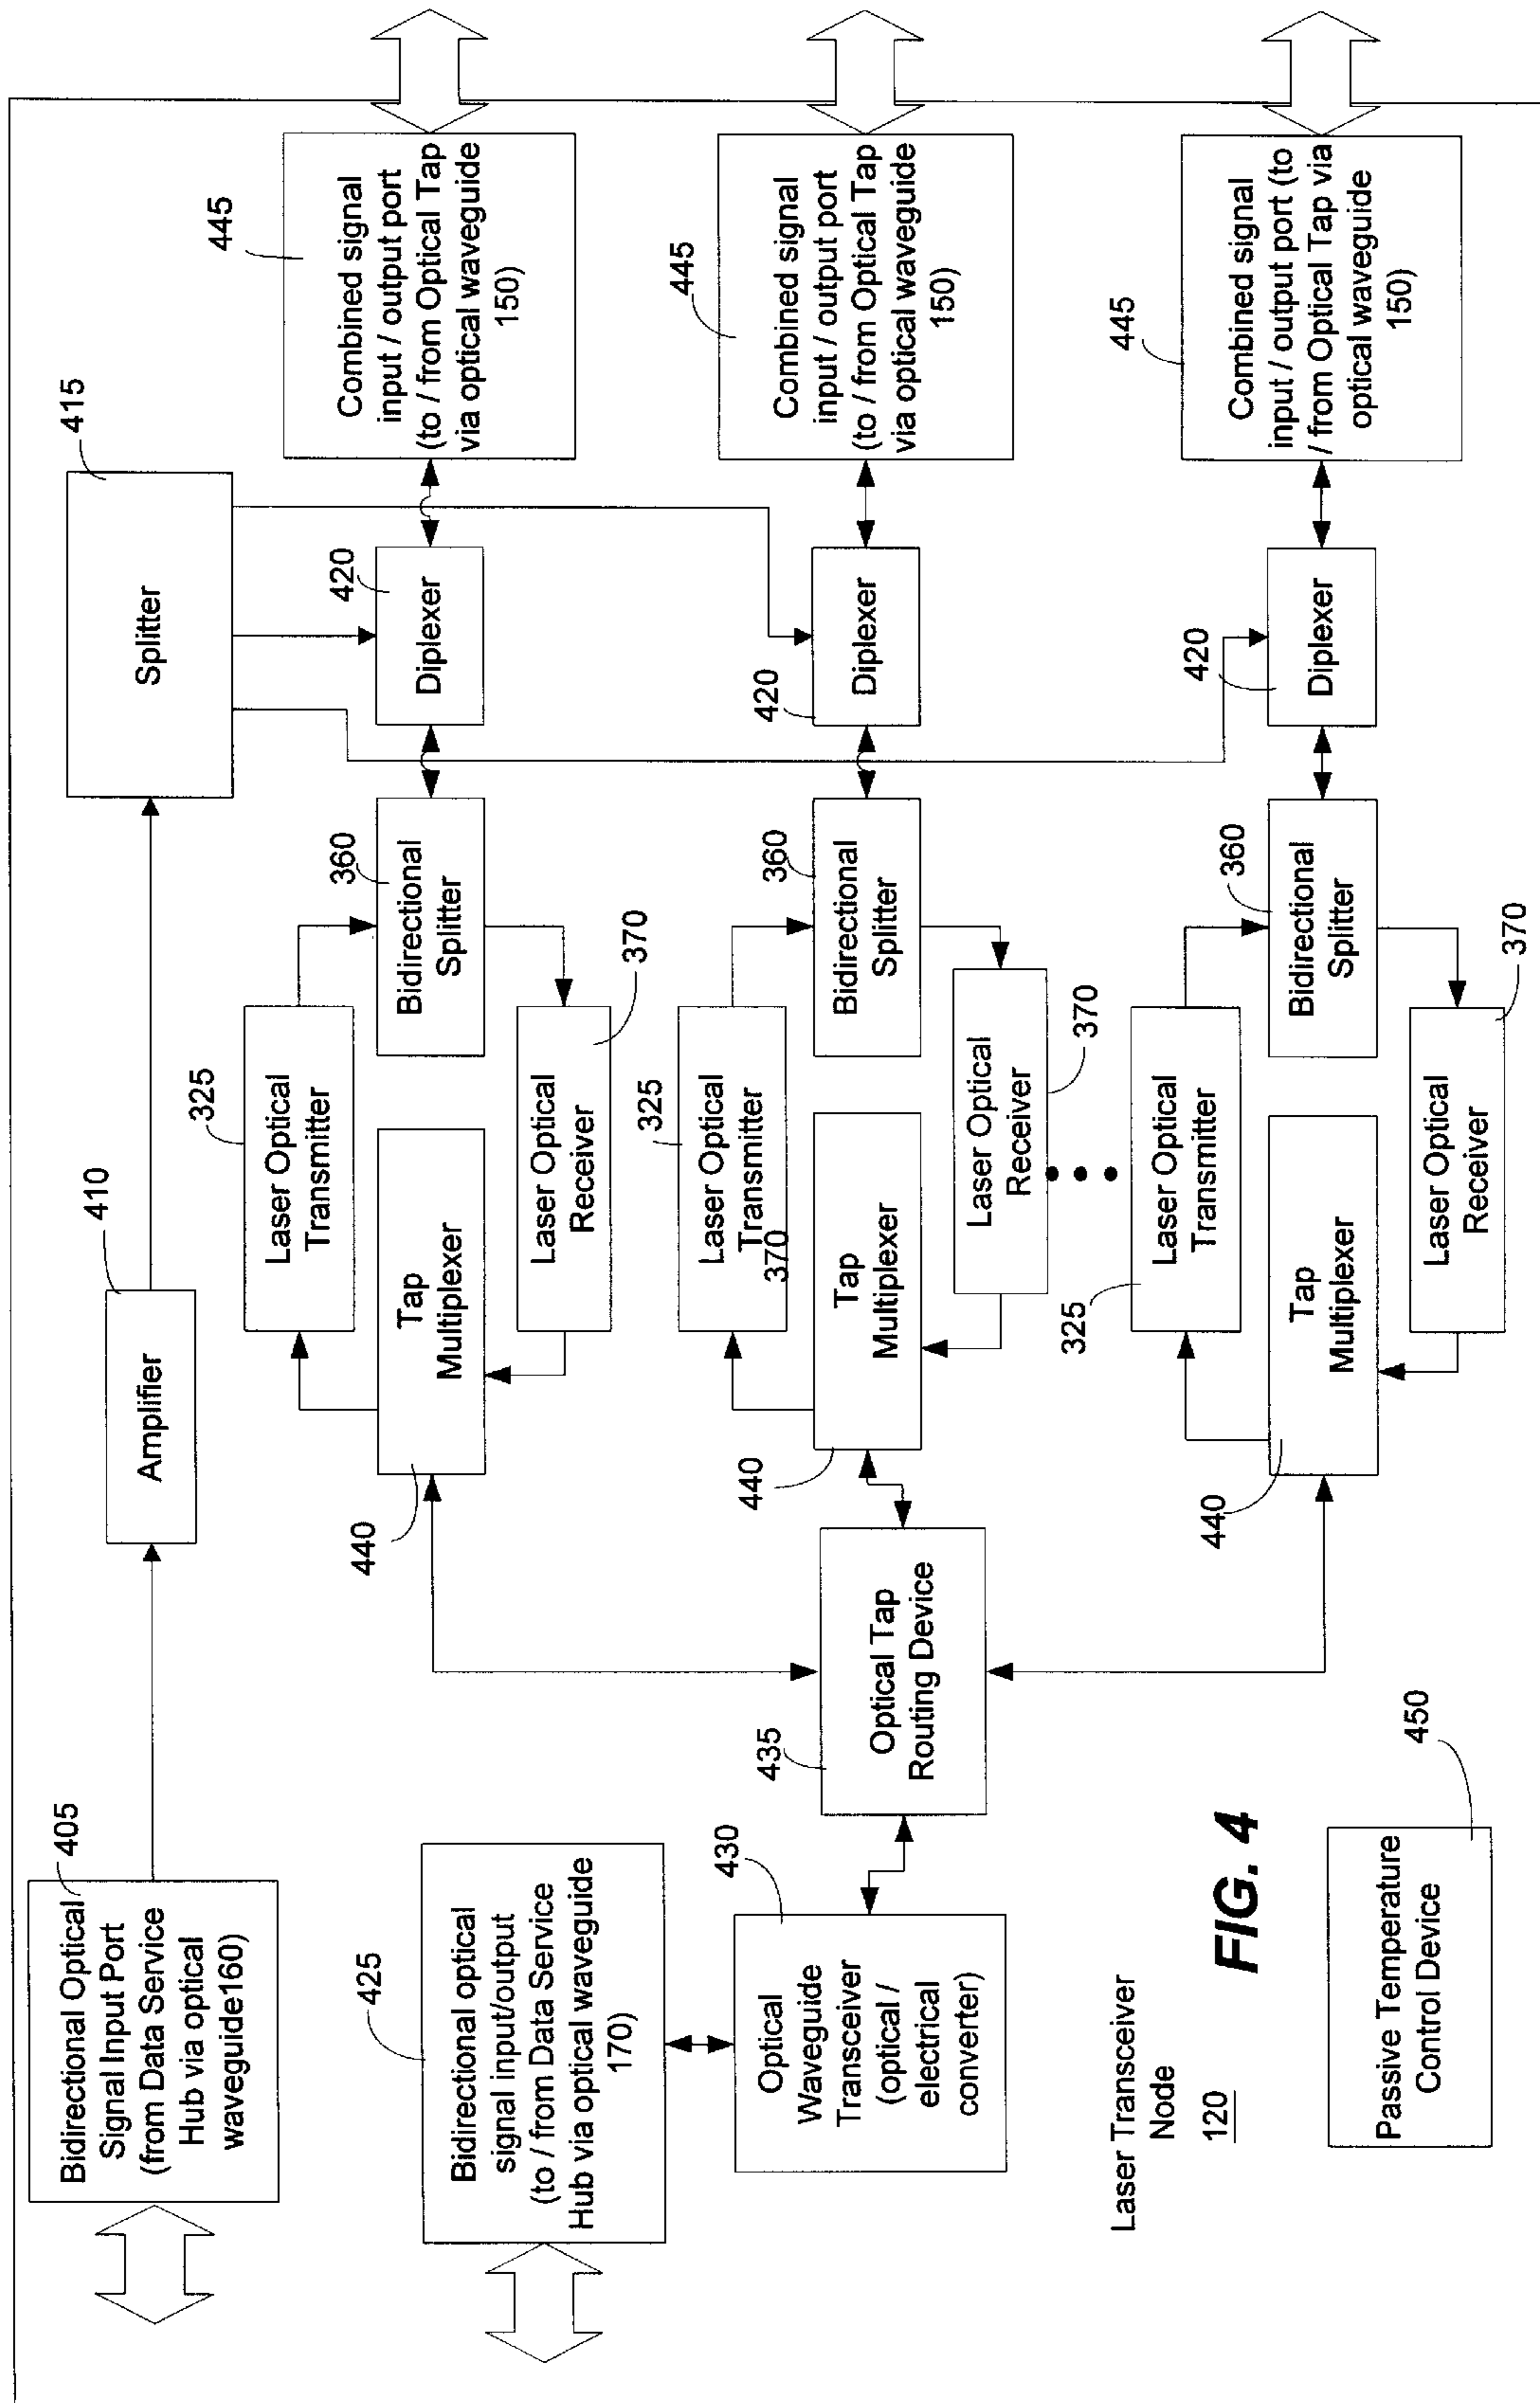 405
Bidirectional Optical
Signal Input Port
(from Data Service
Hub via optical
waveguide160)
410
Amplifier
415
Splitter
425
Bidirectional optical
signal input/output
(to / from Data Service
Hub via optical waveguide
170)
430
Optical
Waveguide
Transceiver
(optical /
electrical
converter)
435
Optical Tap
Routing Device
440
Tap
Multiplexer
325
Laser Optical
Transmitter
370
Laser Optical
Receiver
360
Bidirectional
Splitter
420
Diplexer
445
Combined signal
input / output port
(to / from Optical Tap
via optical waveguide
150)
440
Tap
Multiplexer
325
Laser Optical
Transmitter
370
Laser Optical
Receiver
370
360
Bidirectional
Splitter
420
Diplexer
445
Combined signal
input / output port
(to / from Optical Tap
via optical waveguide
150)
440
Tap
Multiplexer
325
Laser Optical
Transmitter
370
Laser Optical
Receiver
360
Bidirectional
Splitter
420
Diplexer
445
Combined signal
input / output port (to
/ from Optical Tap via
optical waveguide
150)
Laser Transceiver
Node
120
FIG. 4
450
Passive Temperature
Control Device